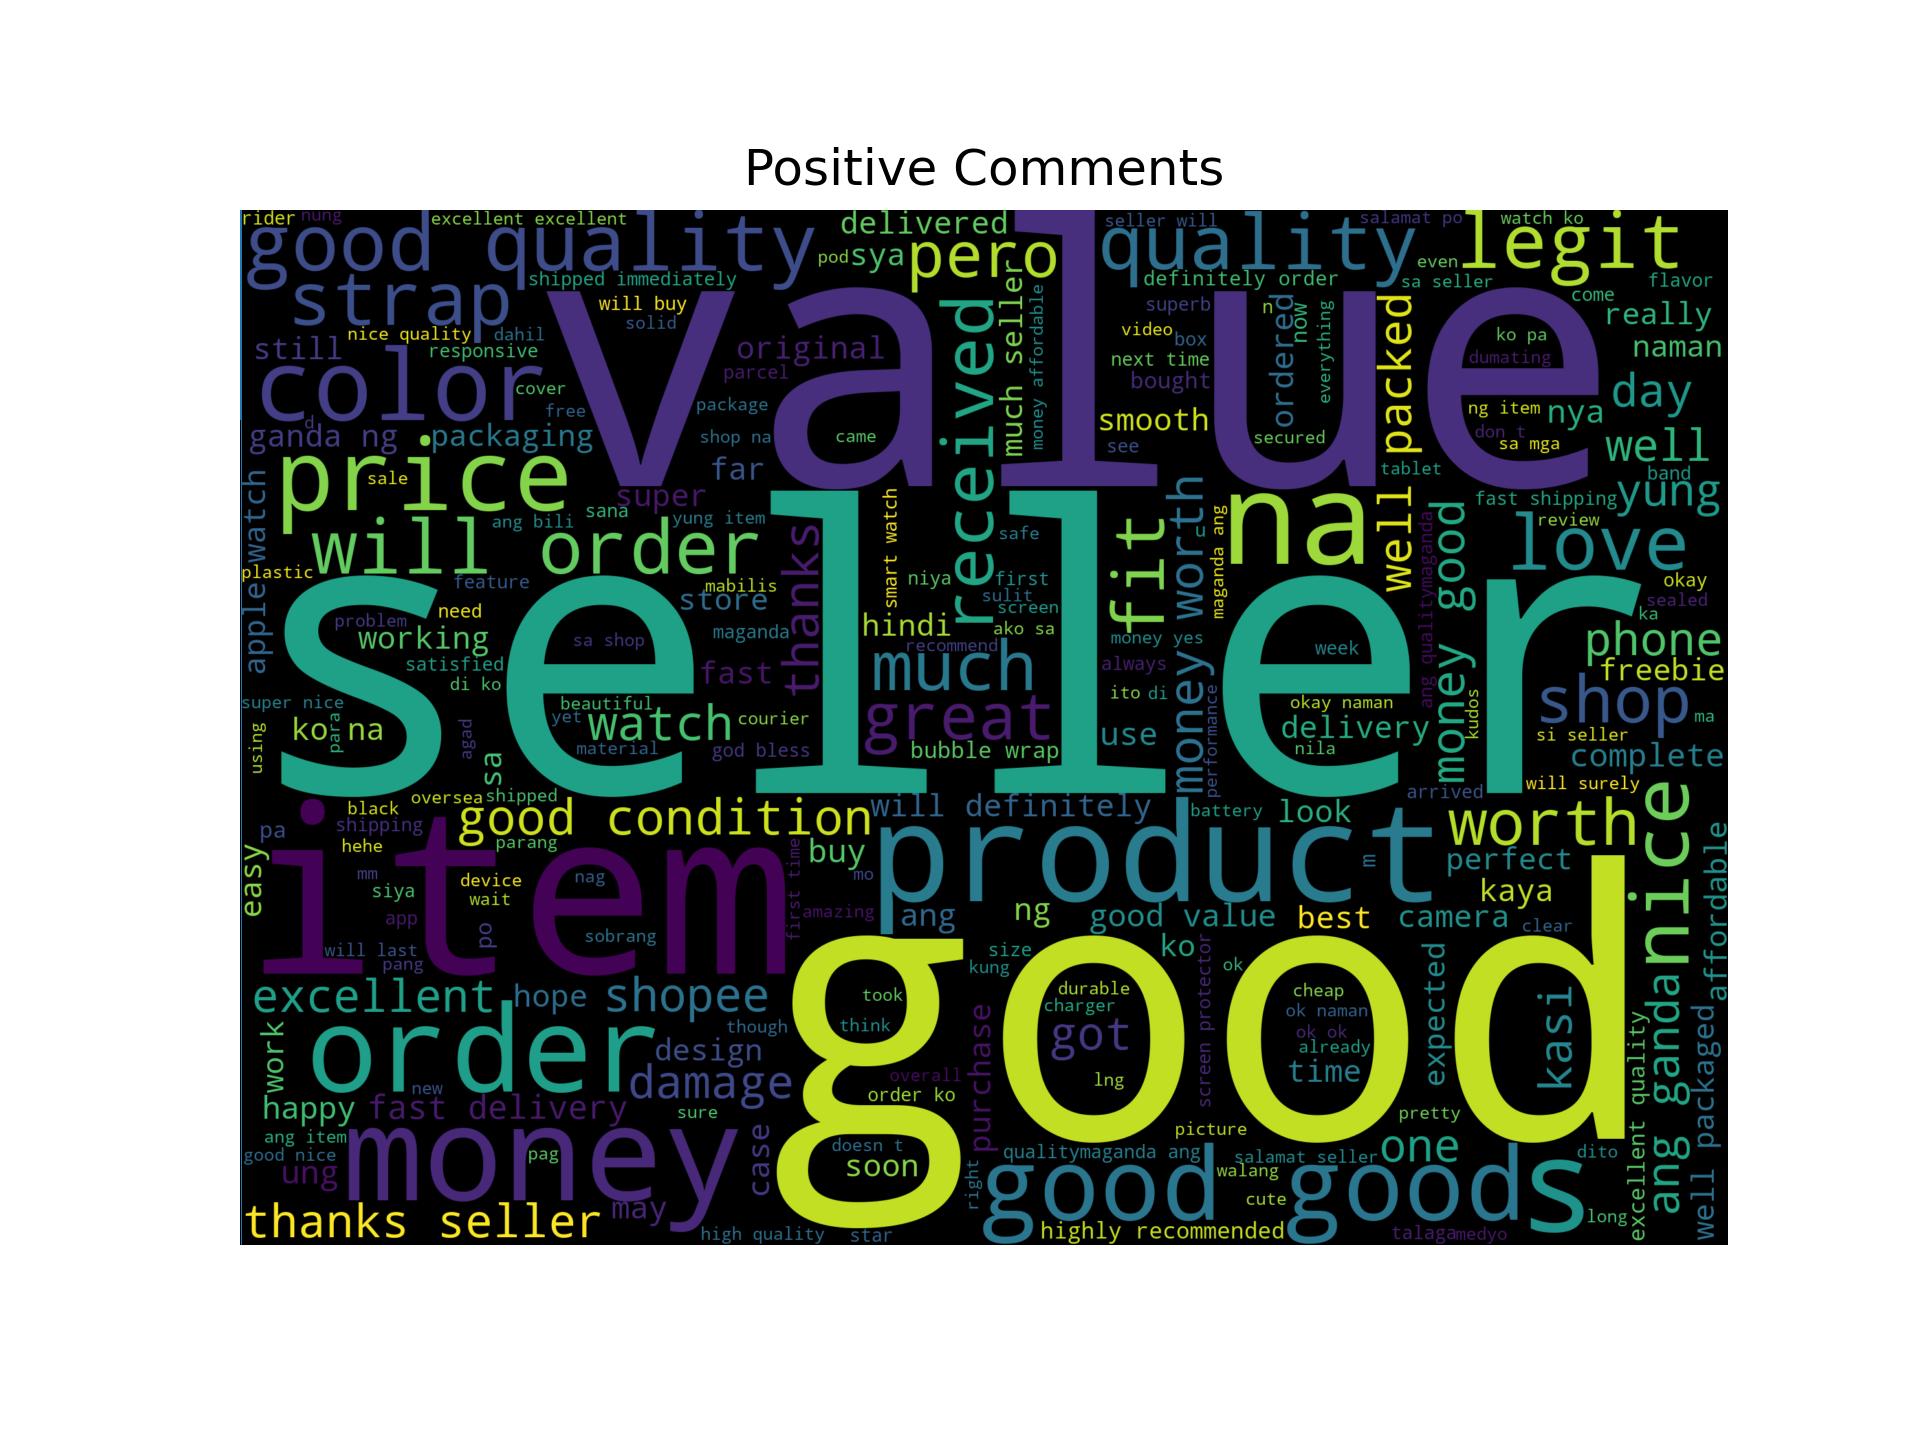 Positive Comments
rider
nung
excellent excellent
delivered
seller will
salamat po
watch ko
good quality
pod
sya
pero
quality
even
legit
shipped immediately
definitely order
sa seller
flavor
strap
will buy
solid
superb
n
come
really
nice quality
dahil
video
box
ko pa
still
responsive
original
next time
dumating
naman
color
cover
parcel
bought
day
free
package
value
received
much seller
money affordable
ordered
now
everything
well packed
smooth
ng item
nya
d
ganda ng
packaging
shop na
came
see
secured
don t
sa mga
well
price
sale
far
tablet
band
super
fast shipping
yung
apple watch
ang bili
sana
yung item
na
review
will order
thanks
smart watch
safe
fit
worth
maganda ang
ang qualitymaganda
love
plastic
feature
mabilis
niya
first
okay
store
sulit
screen
sealed
need
problem
working
sa shop
maganda
hindi
ako sa
money yes
ka
phone
recommend
seller
week
satisfied
fast
much
always
freebie
di ko
super nice
beautiful
ito
di
okay naman
shop
ma
yet
watch
courier
great
use
delivery
money good
kudos
ko na
para
agad
material
god bless
bubble wrap
money worth
performance
nila
si seller
complete
using
sa
will surely
oversea
shipped
arrived
black
good condition
will definitely
battery
look
worth
pa
shipping
hehe
parang
buy
product
m
perfect
nice
affordable
easy
item
mm
siya
device
wait
nag
mo
first time
kaya
app
amazing
ang
ng
good value
best
camera
clear
po
sobrang
will last
pang
size
ko
kung
ok
excellent
hope
shopee
took
durable
charger
cheap
ok naman
expected
kasi
order
work
though
think
got
ok ok
already
design
screen protector
time
new
damage
overall
lng
order ko
good
purchase
happy
fast delivery
sure
pretty
excellent quality
ang ganda
well packaged
ang item
money
case
picture
good nice
pag
doesn t
qualitymaganda ang
salamat seller
one
dito
ung
soon
right
good goods
walang
cute
s
long
thanks seller
may
high quality
star
highly recommended
talaga
medyo